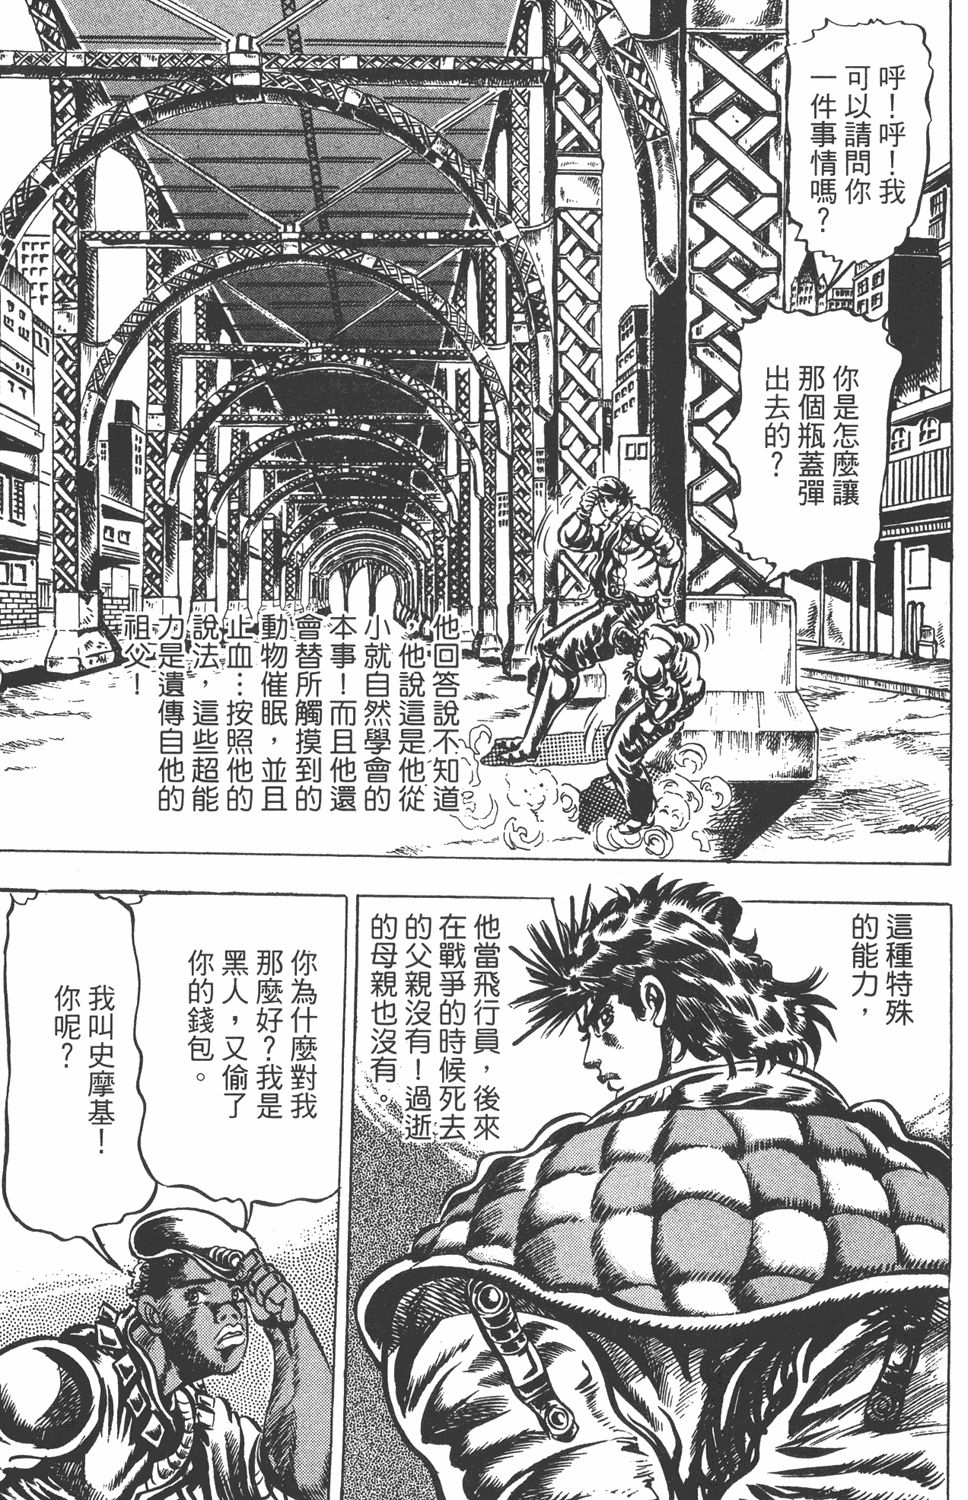 呼！呼！我
可以請問你
一件事情嗎？
你是怎麼讓
那個瓶蓋彈
出去的？
他回答說不知道
，他說這是他從
小就自然學會的
本事！而且他還
會替所觸摸到的
動物催眠，並且
止血…按照他的
說法，這些超能
力是遺傳自他的
祖父！
這種特殊
的能力，
他當飛行員，後來
在戰爭的時候死去
的父親沒有！過逝
的母親也沒有。
你為什麼對我
那麼好？我是
黑人，又偷了
你的錢包。
我叫史摩基！
你呢？